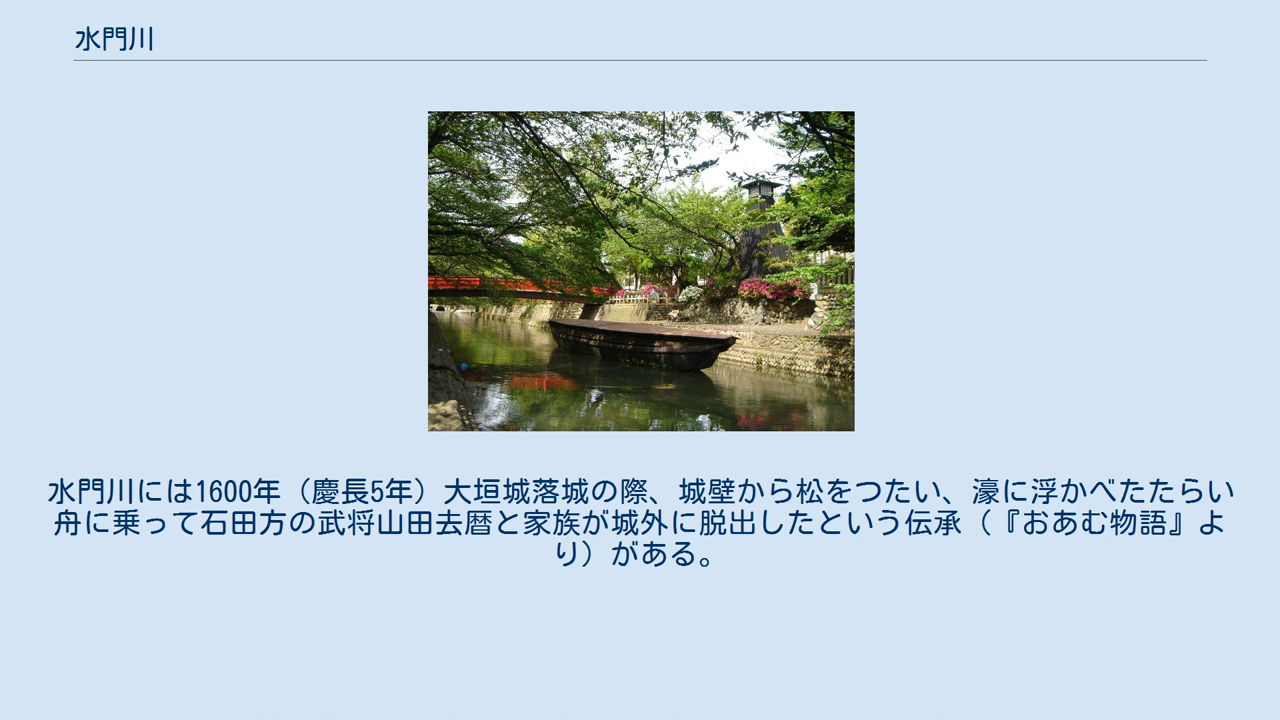 水門川
水門川には1600年（慶長5年）大垣城落城の際、城壁から松をつたい、濠に浮かべたたらい
舟に乗って石田方の武将山田去暦と家族が城外に脱出したという伝承（『おあむ物語』よ
り）がある。